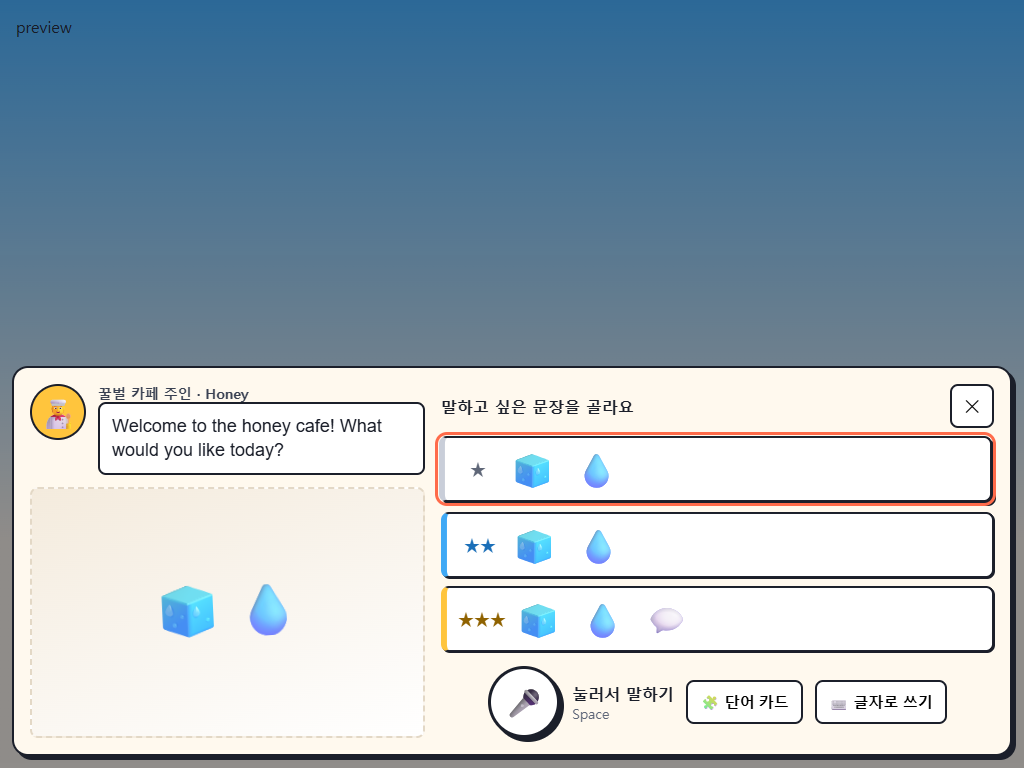 preview
꿀벌 카페 주인 · Honey
Welcome to the honey cafe! What
would you like today?
말하고 싶은 문장을 골라요
★
★★
★★★
눌러서 말하기
Space
단어 카드
글자로 쓰기